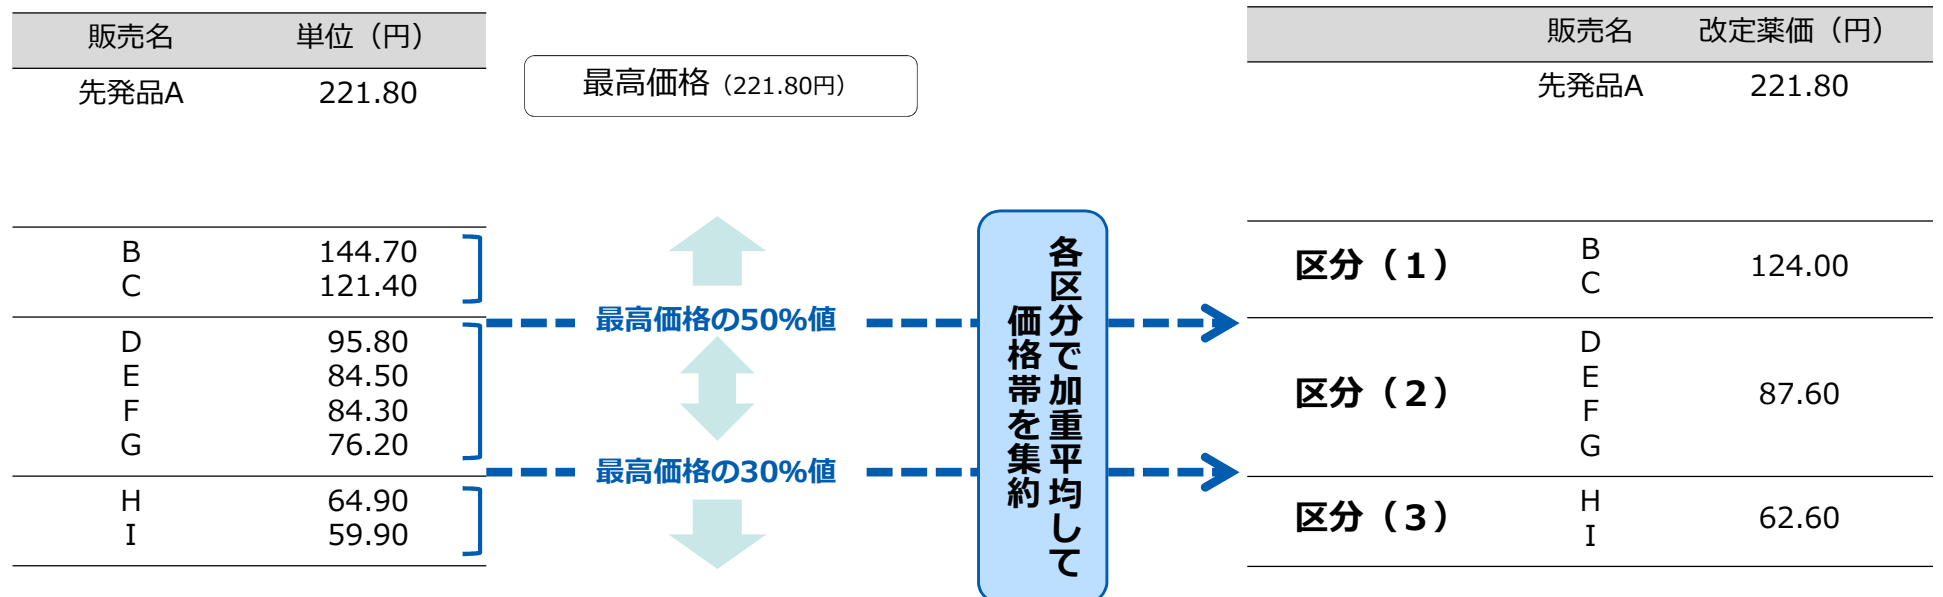 販売名 単位（円）
先発品A 221.80
B 144.70
C 121.40
D 95.80
E 84.50
F 84.30
G 76.20
H 64.90
I 59.90
最高価格（221.80円）
最高価格の50%値
最高価格の30%値
各区分で加重平均して
価格帯を集約
販売名 改定薬価（円）
先発品A 221.80
区分（1） B C 124.00
区分（2） D E F G 87.60
区分（3） H I 62.60